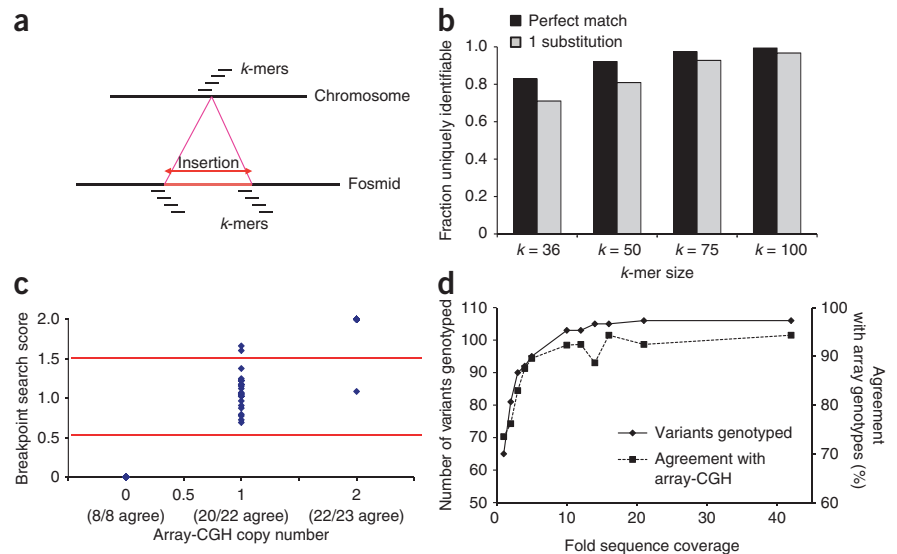 a
k-mers
Chromosome
Insertion
Fosmid
k-mers
b
Perfect match
1 substitution
Fraction uniquely identifiable
1.0
0.8
0.6
0.4
0.2
0
k = 36
k = 50
k = 75
k = 100
k-mer size
c
Breakpoint search score
2.0
1.5
1.0
0.5
0
0 0.5 1 2
(8/8 agree) (20/22 agree) (22/23 agree)
Array-CGH copy number
d
Number of variants genotyped
110
100
90
80
70
60
50
100
90
80
70
60
Agreement
with array genotypes (%)
Variants genotyped
Agreement with
array-CGH
0 10 20 30 40
Fold sequence coverage